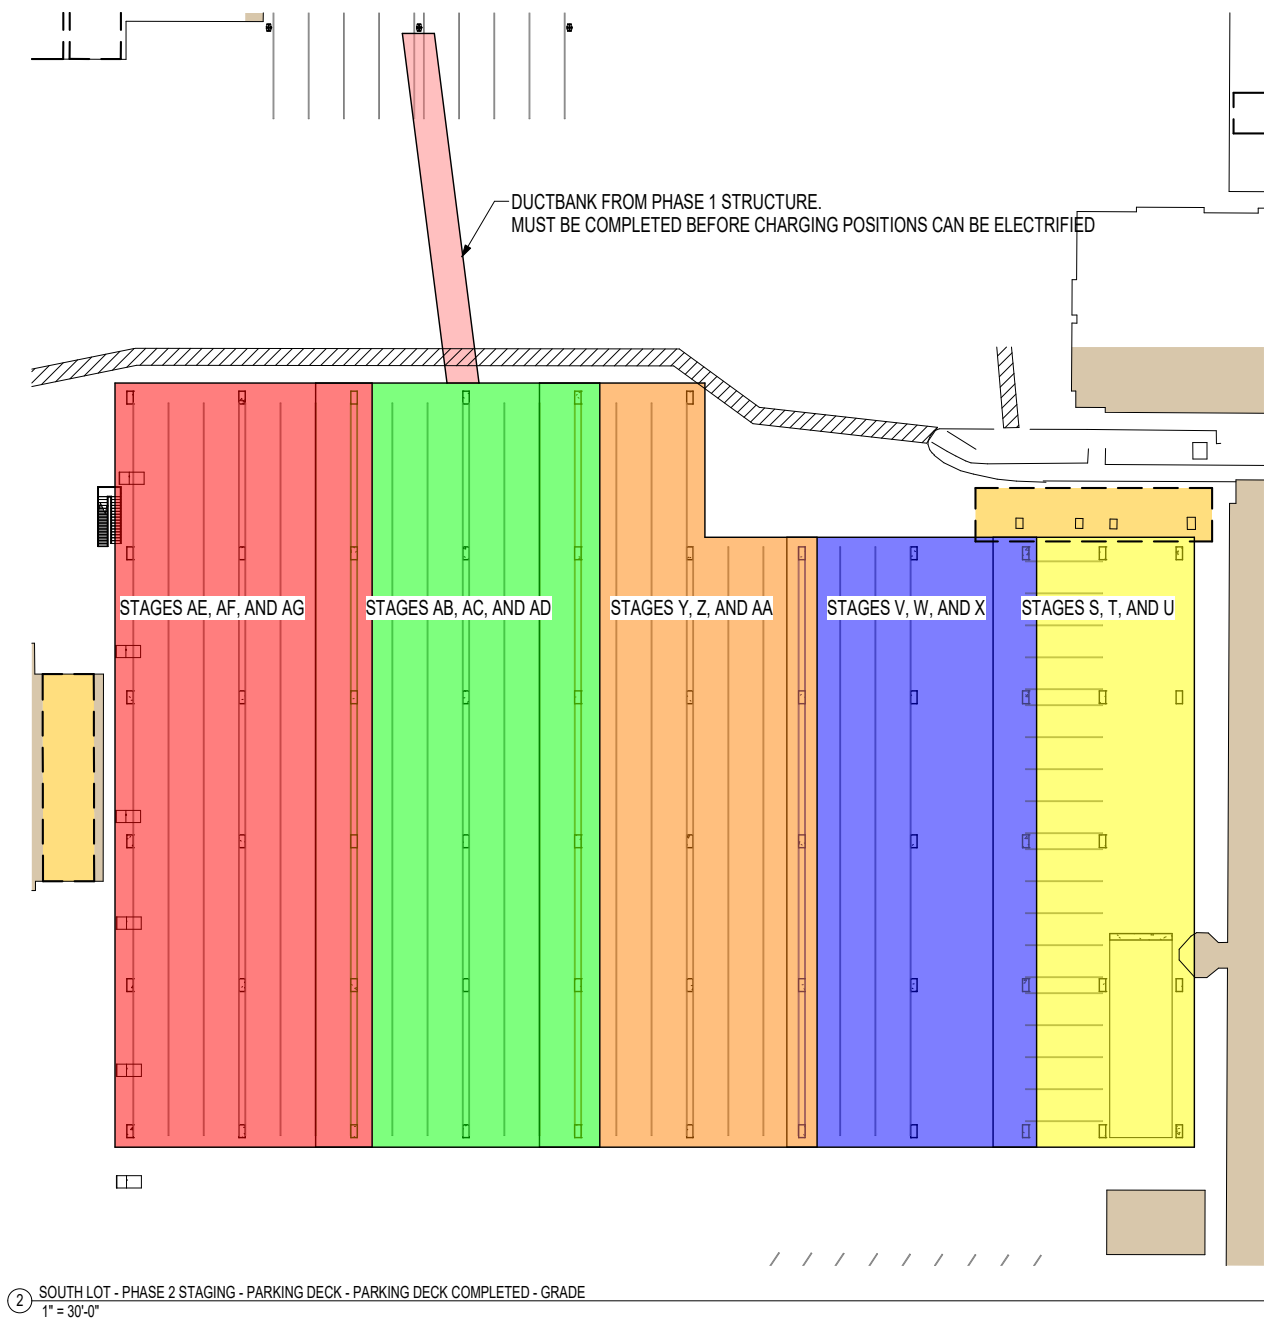 DUCTBANK FROM PHASE 1 STRUCTURE.
MUST BE COMPLETED BEFORE CHARGING POSITIONS CAN BE ELECTRIFIED
STAGES AE, AF, AND AG
STAGES AB, AC, AND AD
STAGES Y, Z, AND AA
STAGES V, W, AND X
STAGES S, T, AND U
2
SOUTH LOT - PHASE 2 STAGING - PARKING DECK - PARKING DECK COMPLETED - GRADE
1" = 30'-0"